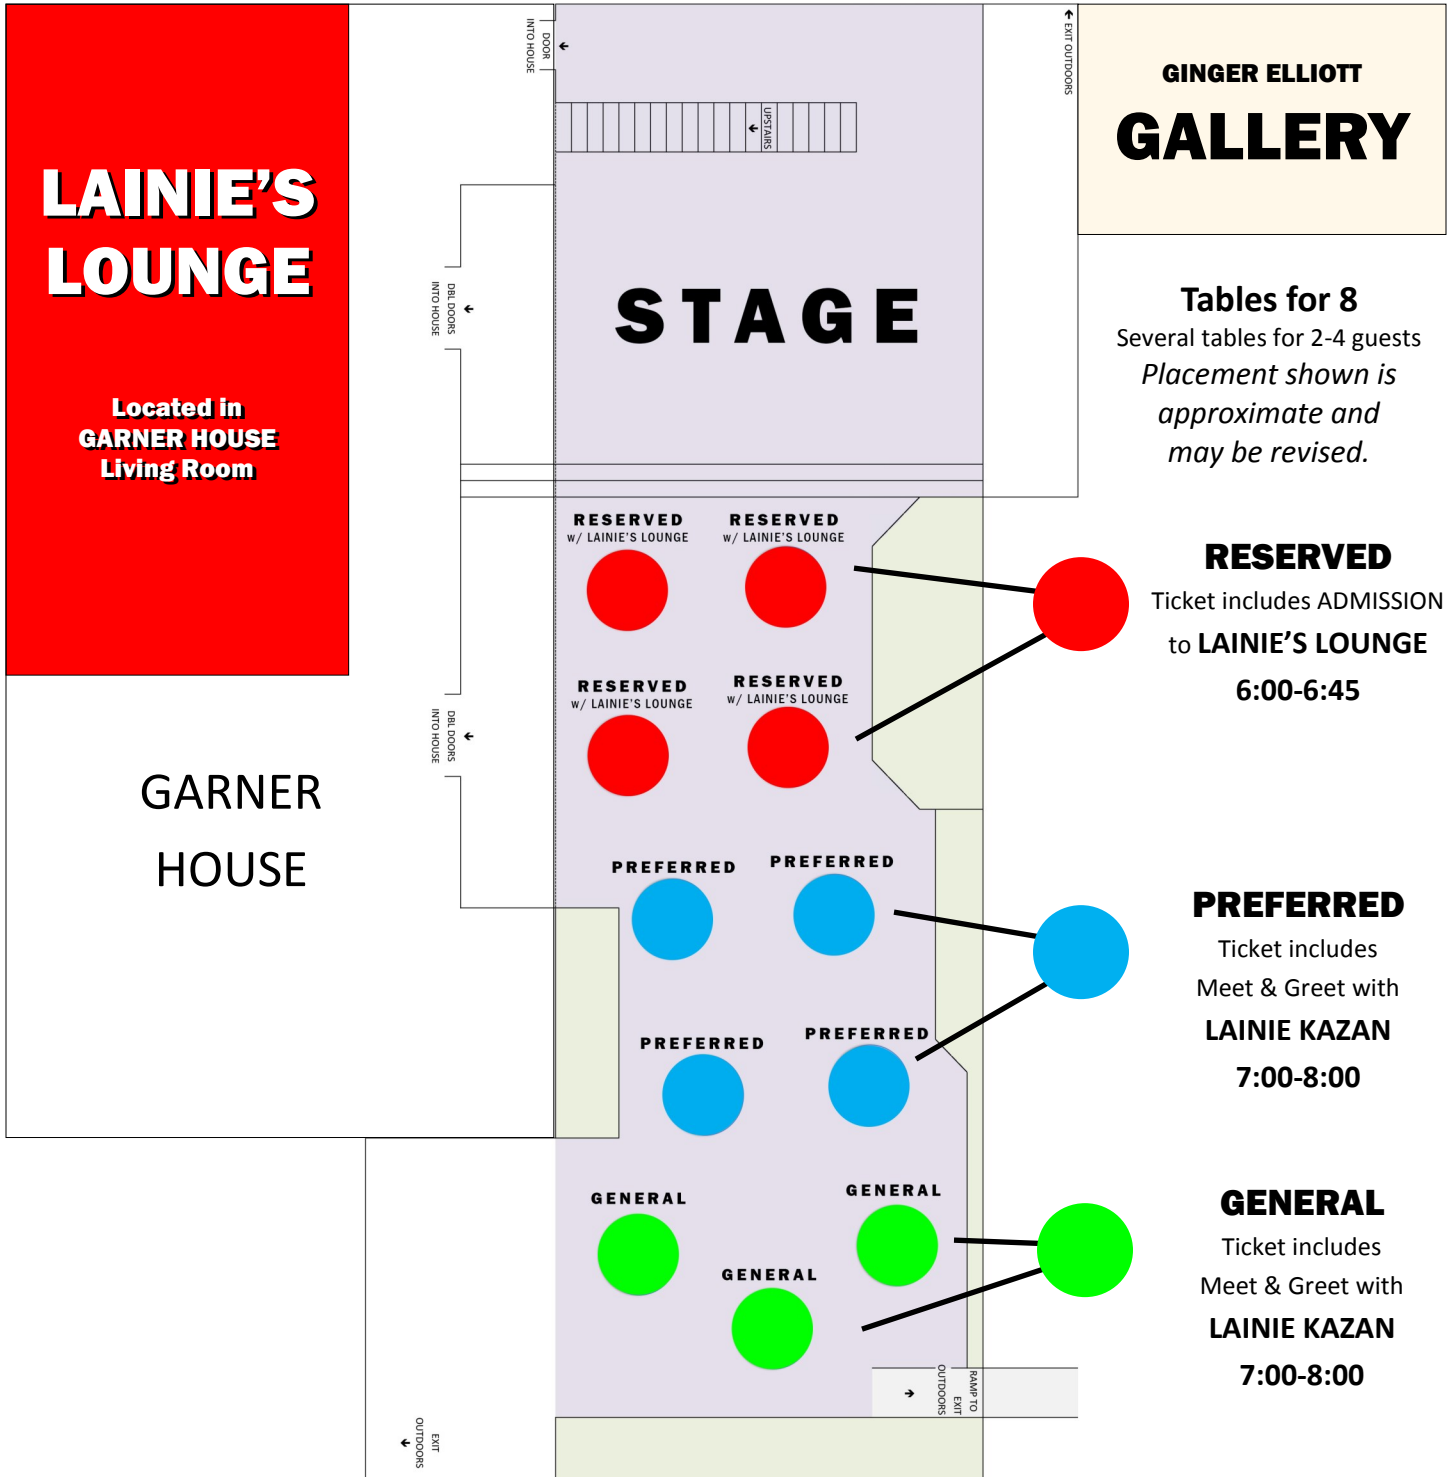 LAINIE'S
LOUNGE
Located in
GARNER HOUSE
Living Room
GARNER
HOUSE
DOOR
INTO HOUSE
UPSTAIRS
DBL DOORS
INTO HOUSE
DBL DOORS
INTO HOUSE
EXIT
OUTDOORS
STAGE
RESERVED
w/ LAINIE'S LOUNGE
RESERVED
w/ LAINIE'S LOUNGE
RESERVED
w/ LAINIE'S LOUNGE
RESERVED
w/ LAINIE'S LOUNGE
PREFERRED
PREFERRED
PREFERRED
PREFERRED
GENERAL
GENERAL
GENERAL
RAMP TO
EXIT
OUTDOORS
EXIT OUTDOORS
GINGER ELLIOTT
GALLERY
Tables for 8
Several tables for 2-4 guests
Placement shown is
approximate and
may be revised.
RESERVED
Ticket includes ADMISSION
to LAINIE'S LOUNGE
6:00-6:45
PREFERRED
Ticket includes
Meet & Greet with
LAINIE KAZAN
7:00-8:00
GENERAL
Ticket includes
Meet & Greet with
LAINIE KAZAN
7:00-8:00